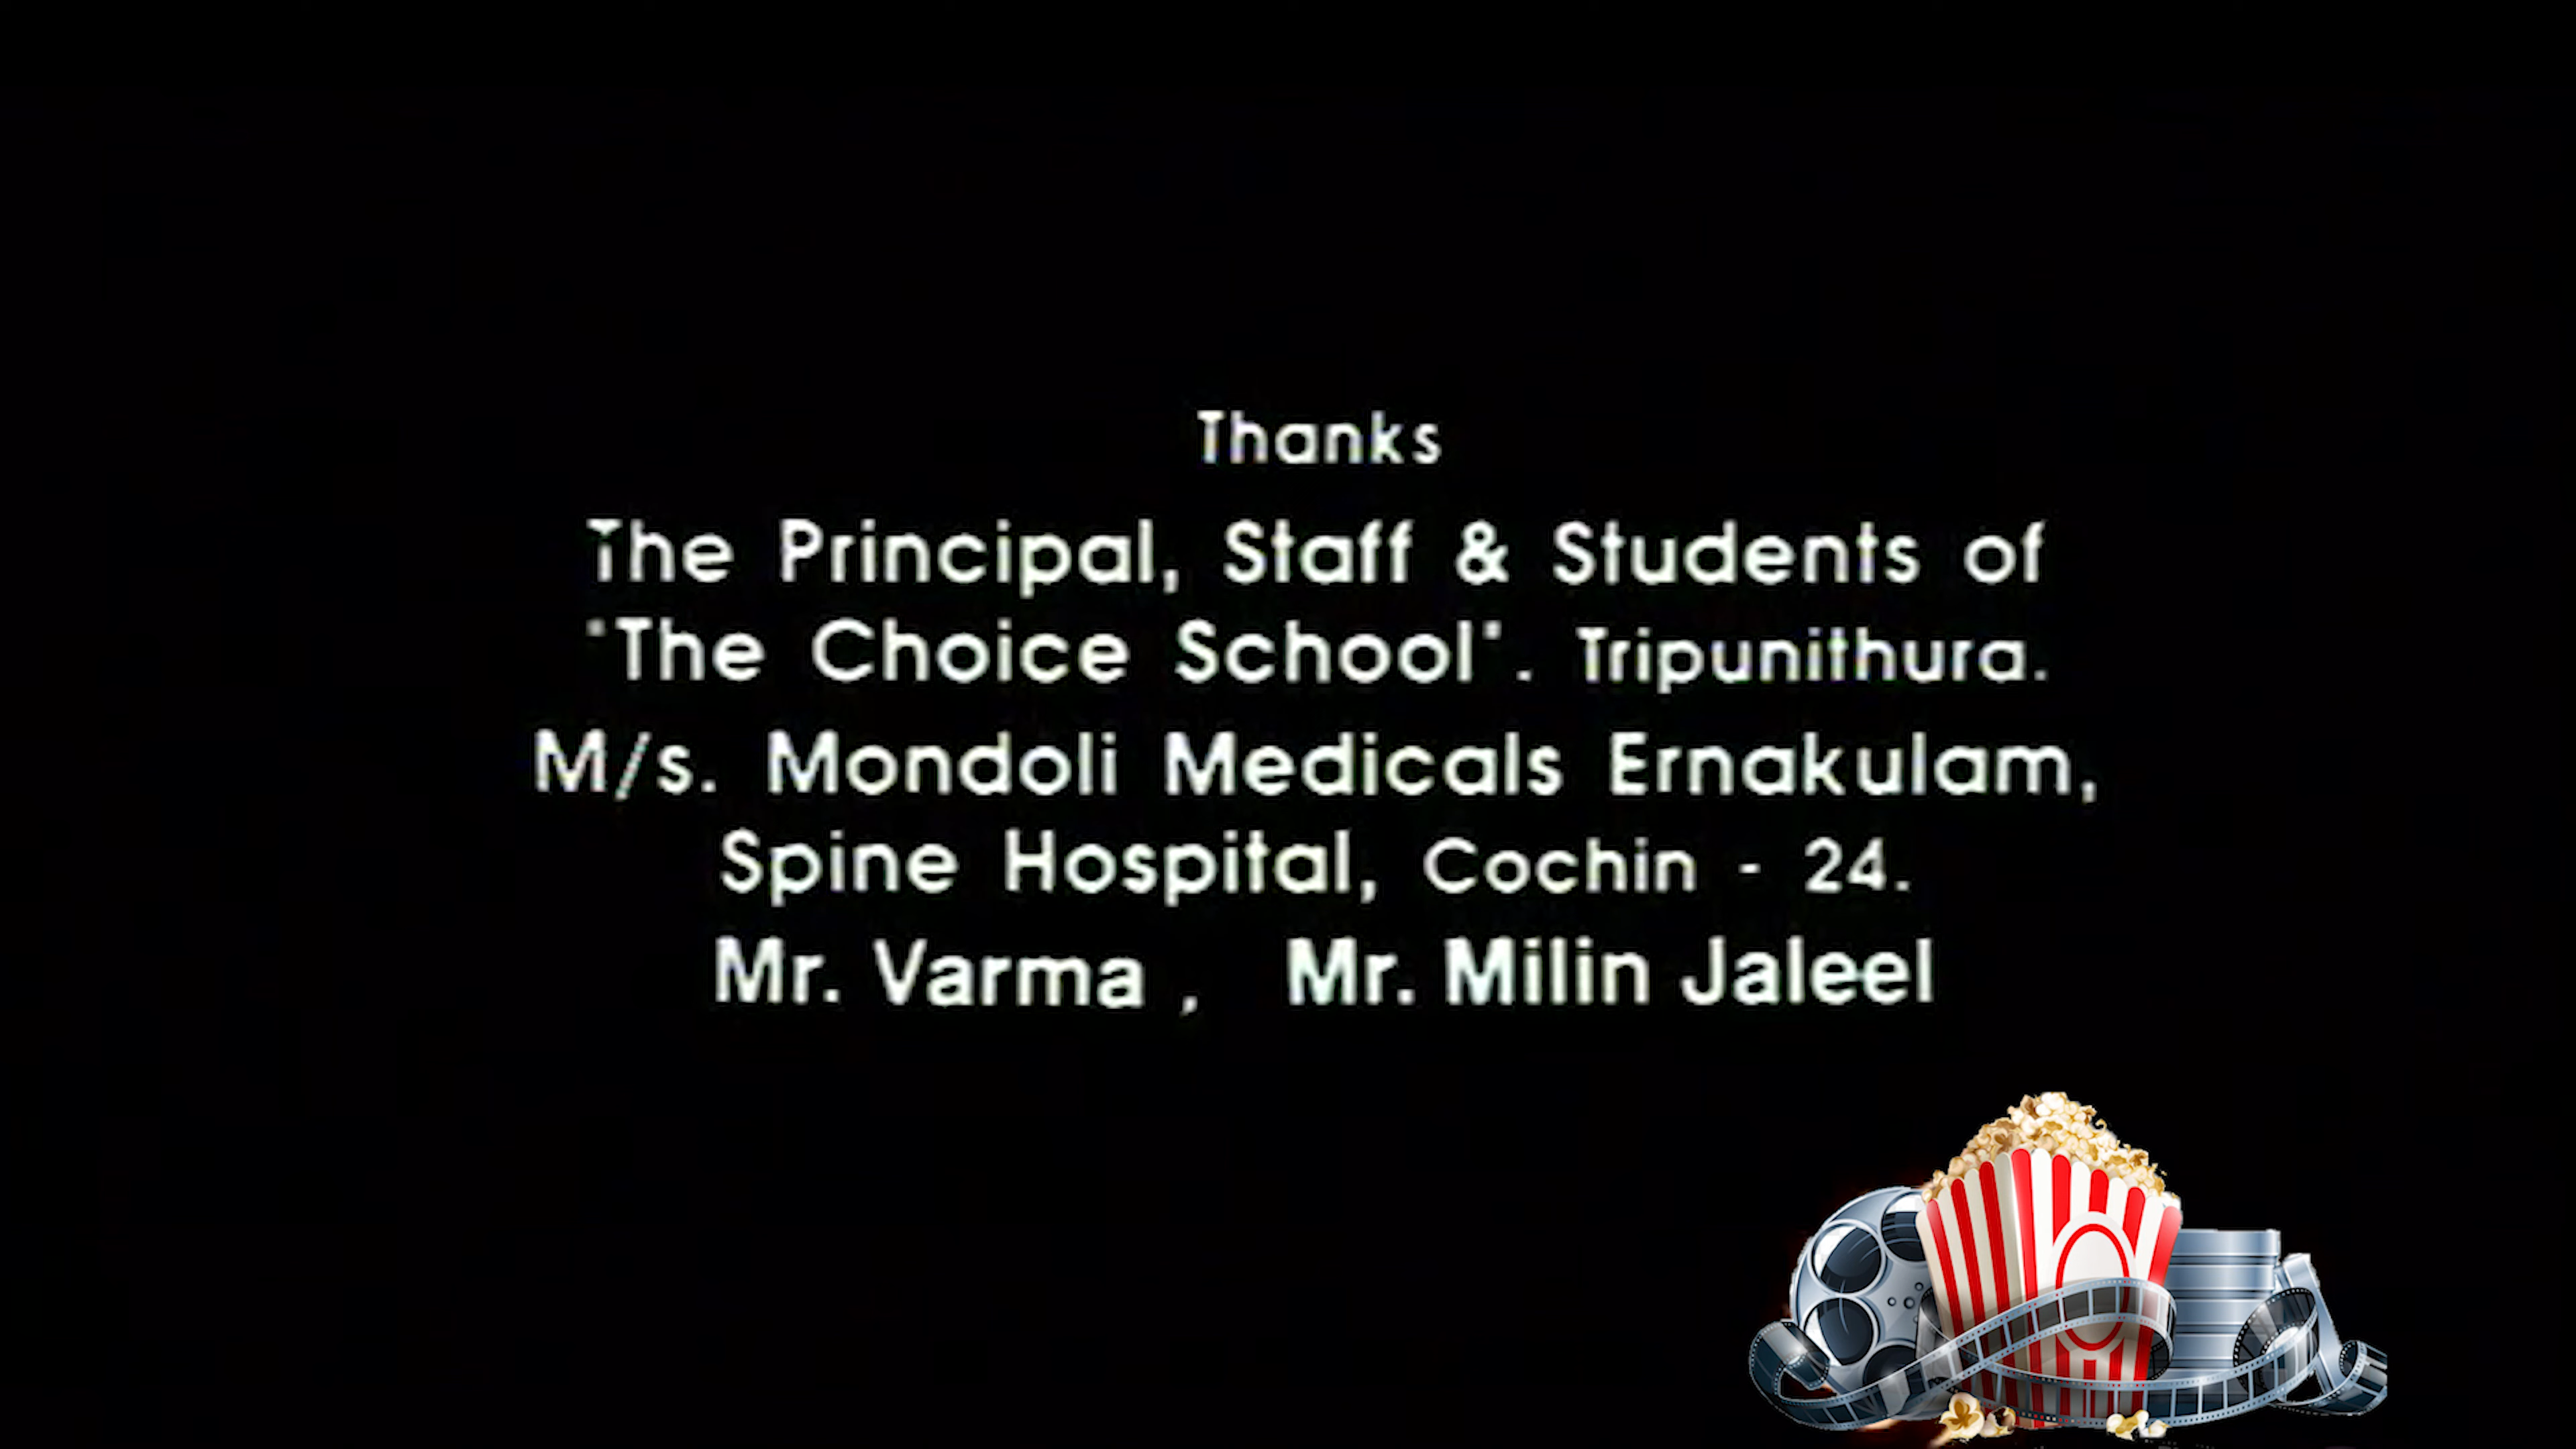 Thanks
The Principal, Staff & Students of
"The Choice School". Tripunithura.
M/s. Mondoli Medicals Ernakulam,
Spine Hospital, Cochin - 24.
Mr. Varma , Mr. Milin Jaleel